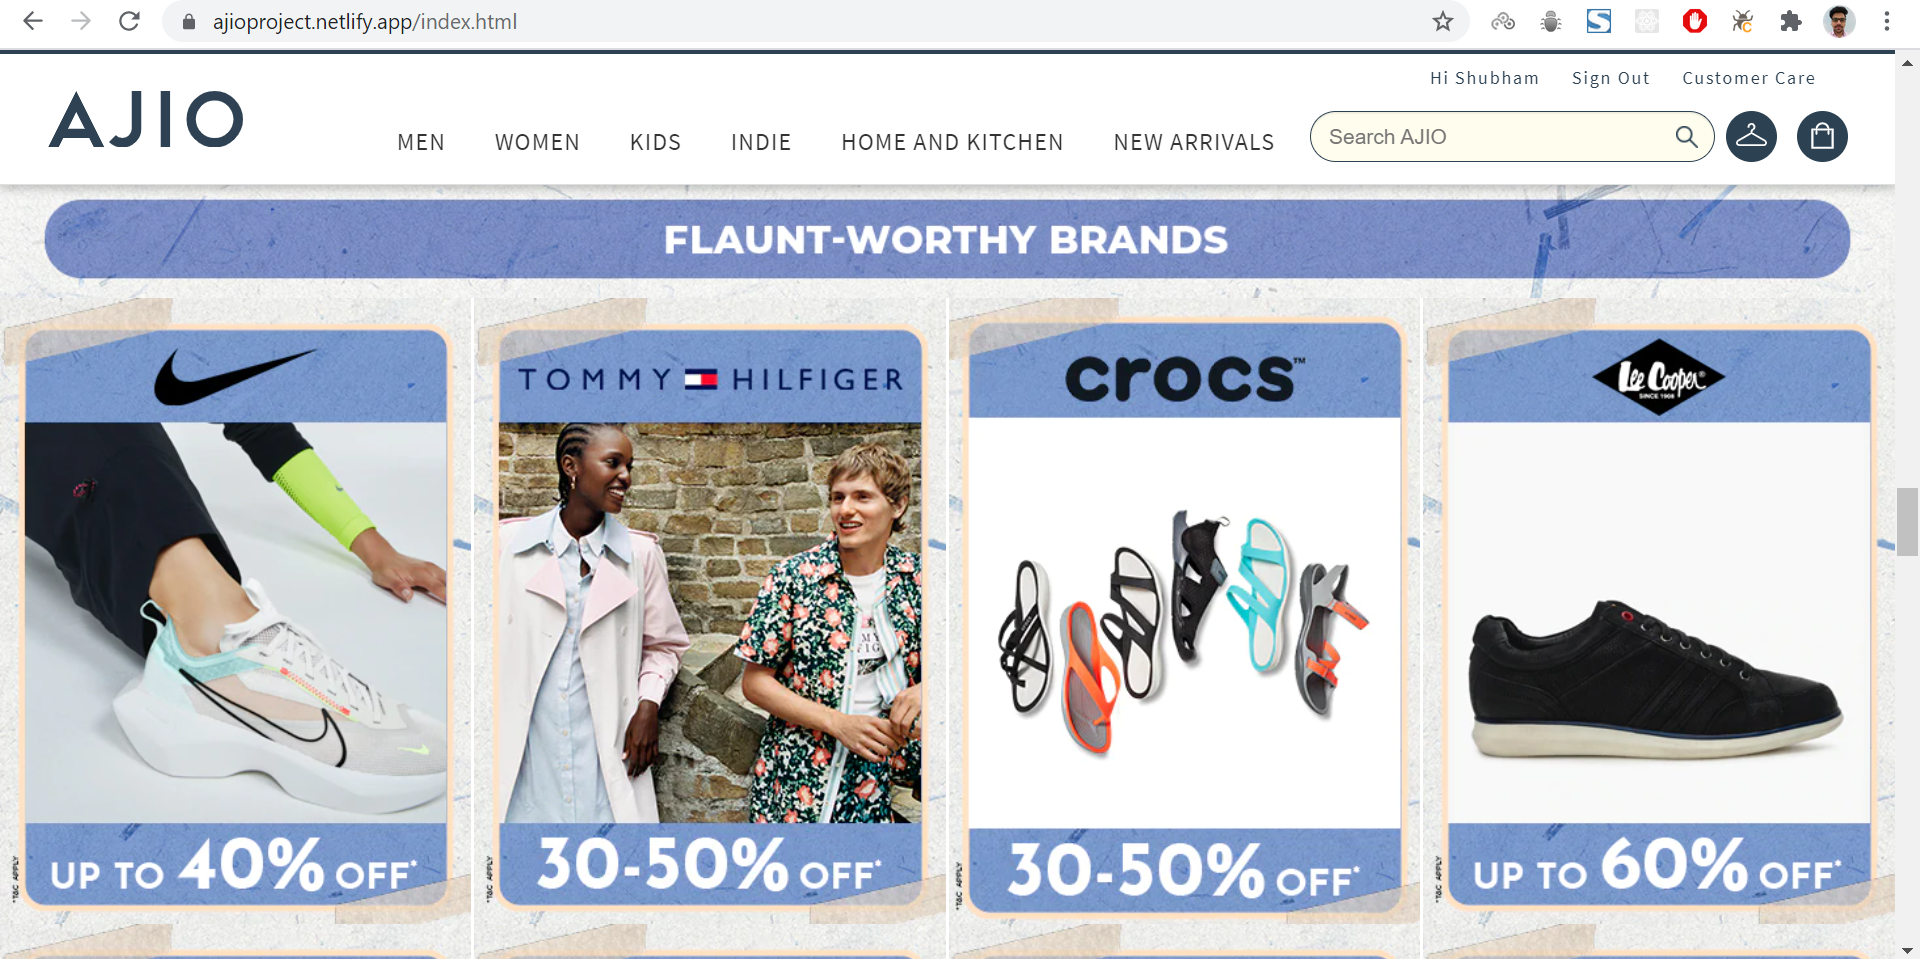 ajioproject.netlify.app/index.html
Hi Shubham Sign Out Customer Care
AJIO
MEN WOMEN KIDS INDIE HOME AND KITCHEN NEW ARRIVALS
Search AJIO
FLAUNT-WORTHY BRANDS
TOMMY HILFIGER
crocs™
Lee Cooper®
SINCE 1908
*T&C APPLY
UP TO 40% OFF*
*T&C APPLY
30-50% OFF*
*T&C APPLY
30-50% OFF*
*T&C APPLY
UP TO 60% OFF*